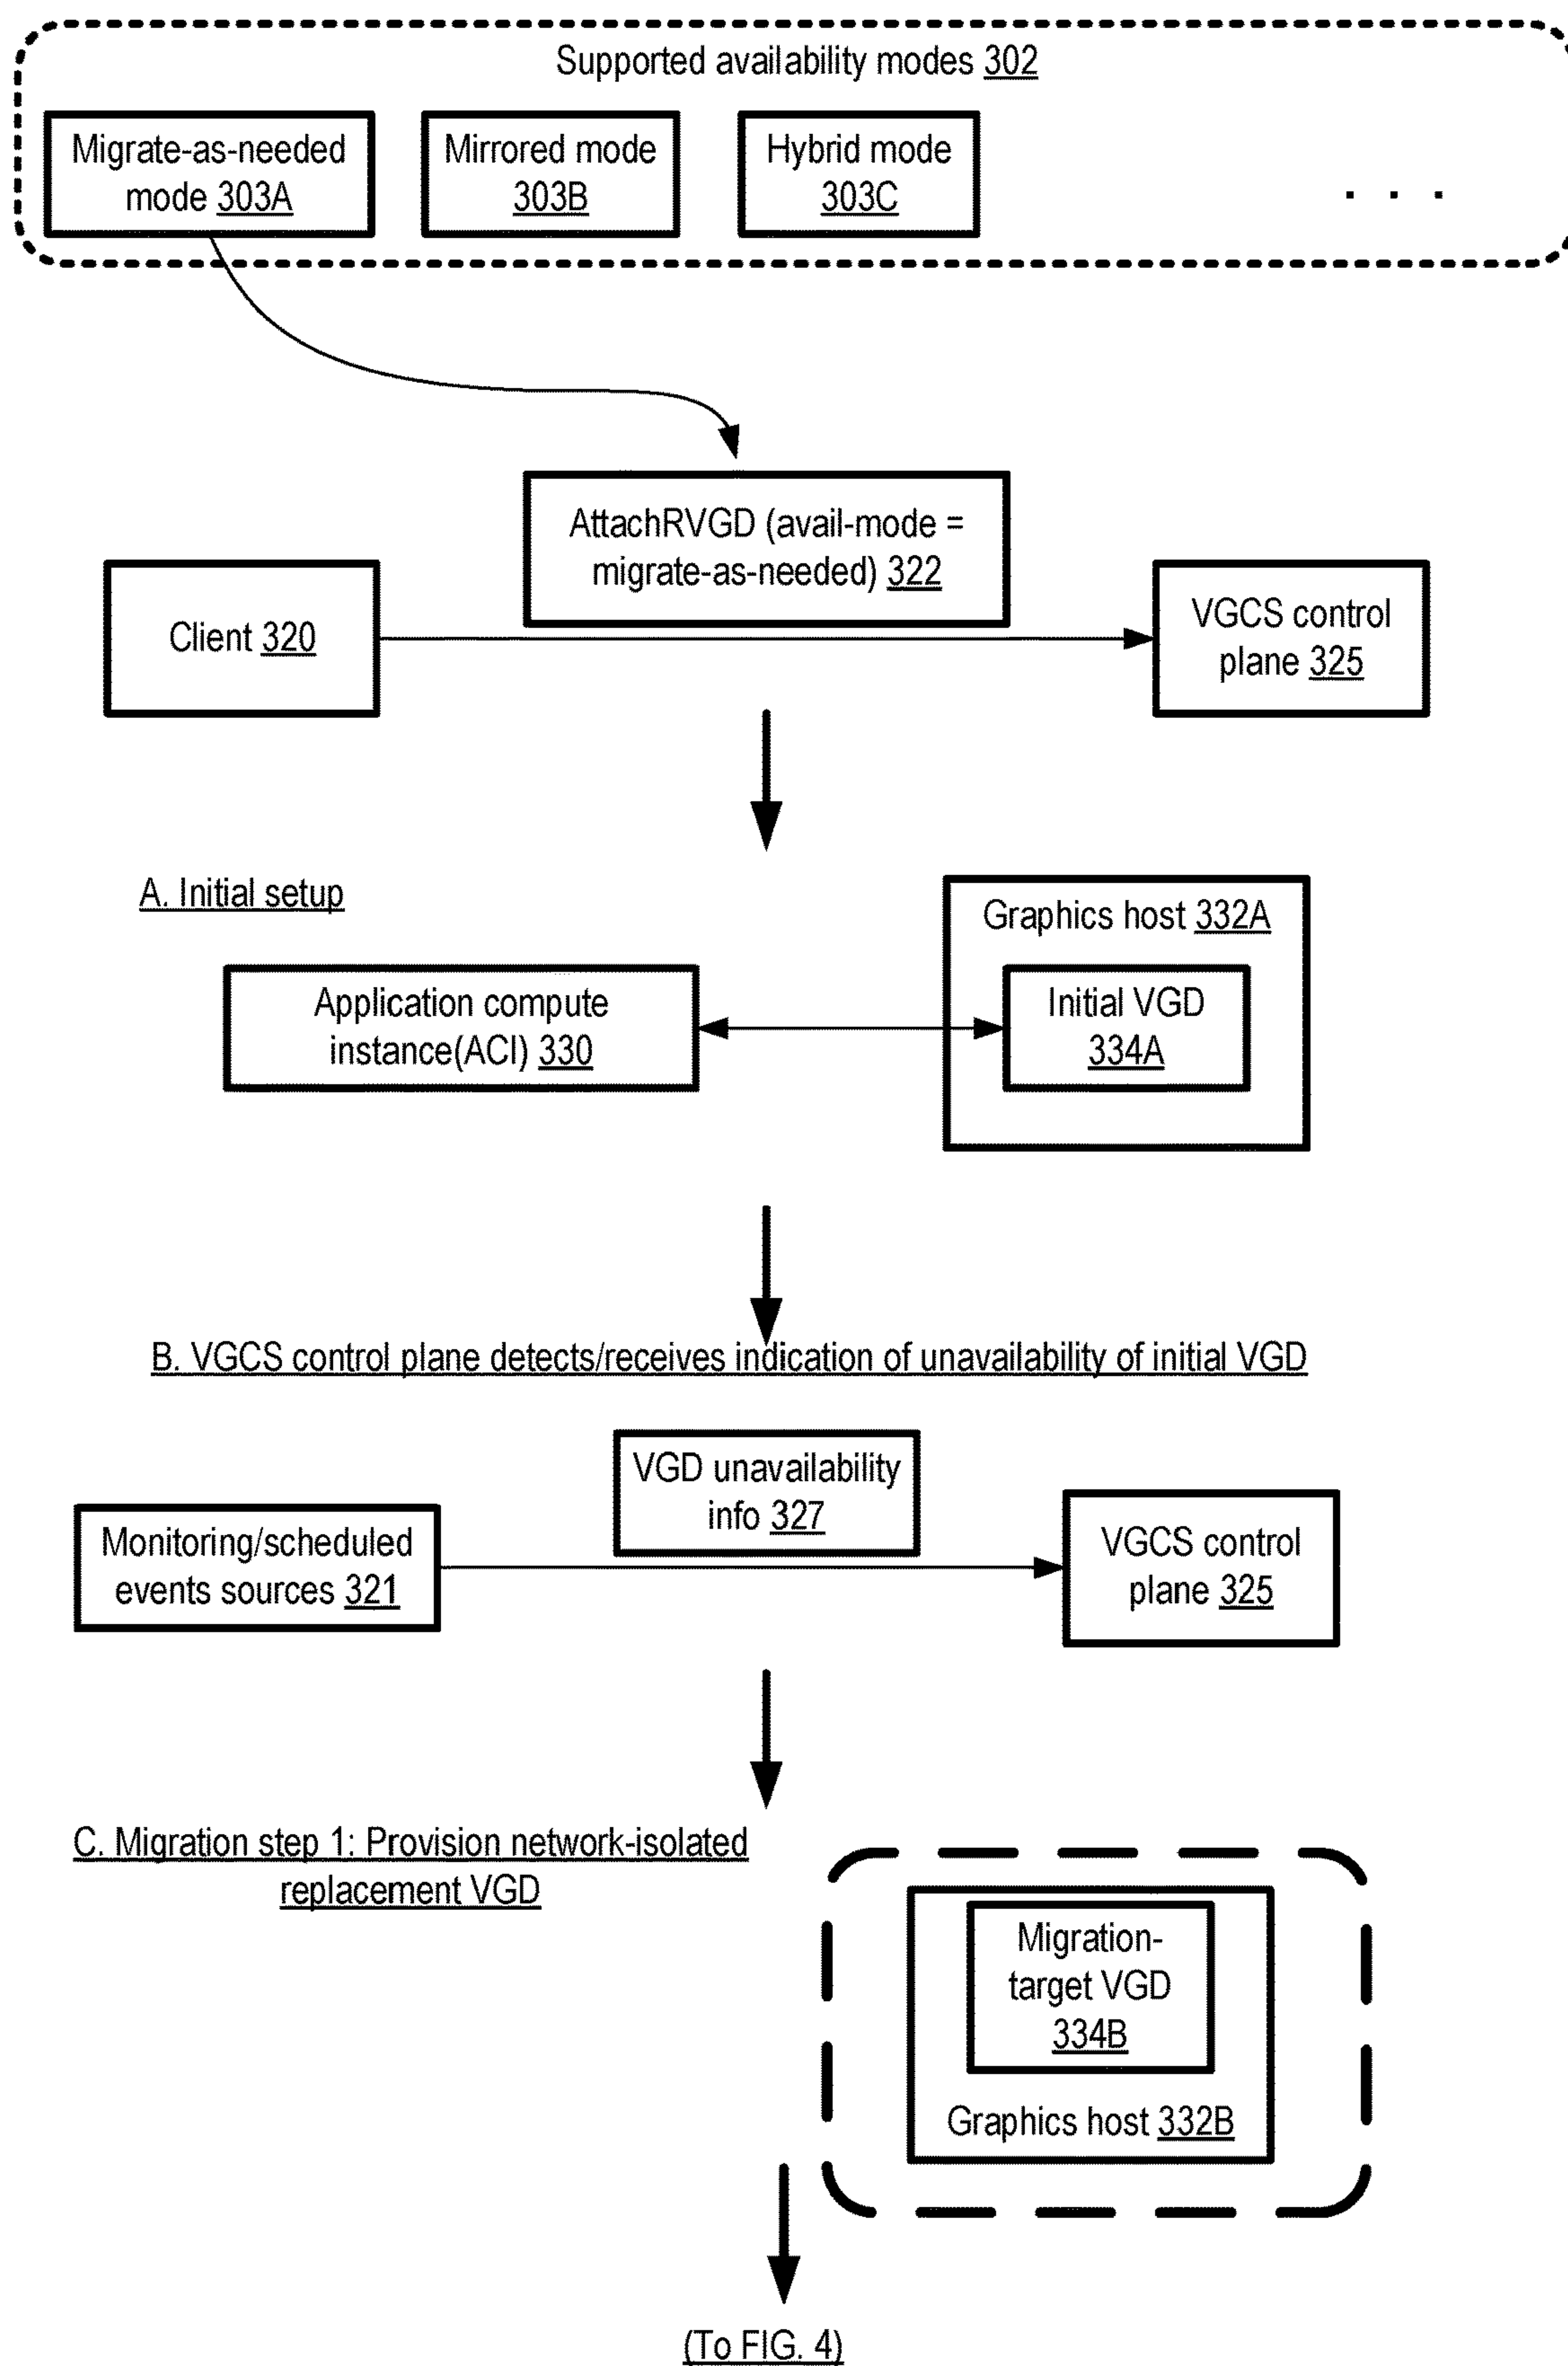 Supported availability modes 302
Migrate-as-needed
mode 303A
Mirrored mode
303B
Hybrid mode
303C
. . .
AttachRVGD (avail-mode =
migrate-as-needed) 322
Client 320
VGCS control
plane 325
A. Initial setup
Graphics host 332A
Application compute
instance(ACI) 330
Initial VGD
334A
B. VGCS control plane detects/receives indication of unavailability of initial VGD
VGD unavailability
info 327
Monitoring/scheduled
events sources 321
VGCS control
plane 325
C. Migration step 1: Provision network-isolated
replacement VGD
Migration-
target VGD
334B
Graphics host 332B
(To FIG. 4)